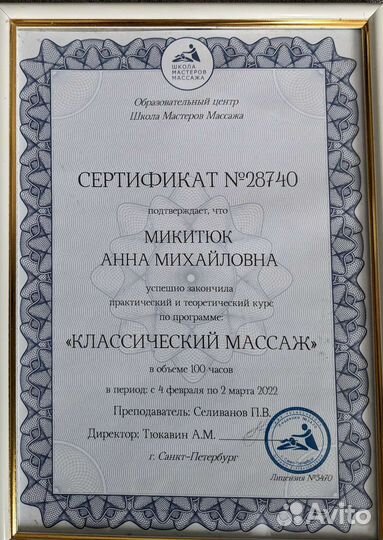 ШКОЛА
МАСТЕРОВ
МАССАЖА
Образовательный центр
Школа Мастеров Массажа
СЕРТИФИКАТ №28740
подтверждает, что
МИКИТЮК
АННА МИХАЙЛОВНА
успешно закончила
практический и теоретический курс
по программе:
«КЛАССИЧЕСКИЙ МАССАЖ»
в объеме 100 часов
в период: с 4 февраля по 2 марта 2022
Преподаватель: Селиванов П.В.
Директор: Тюкавин А.М.
г. Санкт-Петербург
Лицензия №3470
Avito